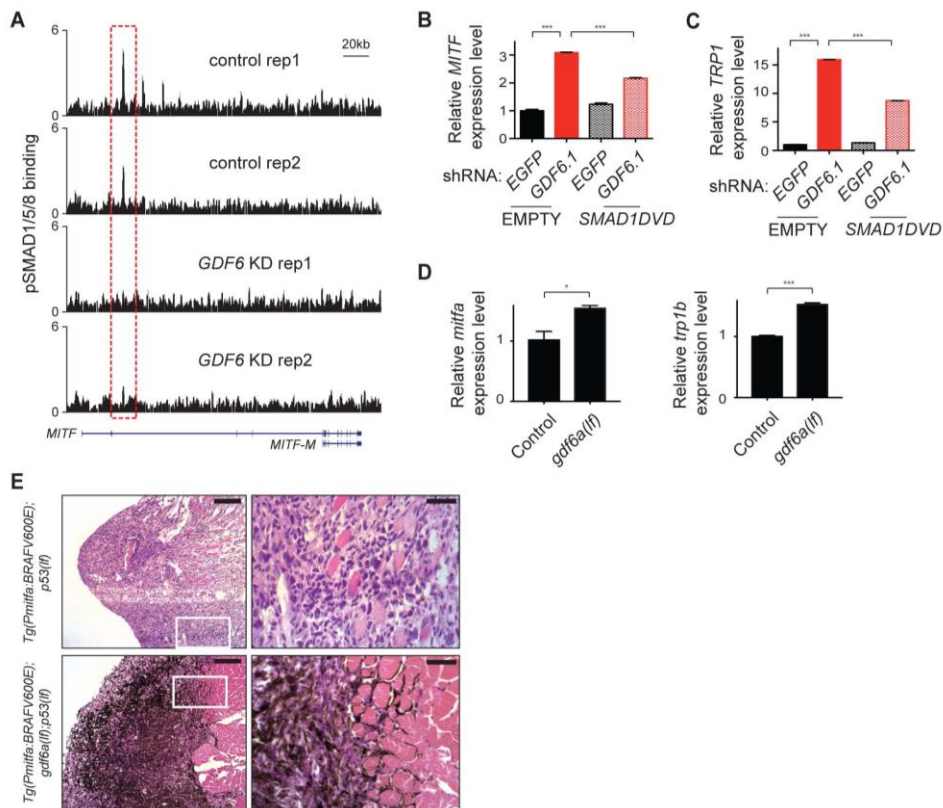 A
20kb
6
control rep1
0
6
control rep2
0
6
GDF6 KD rep1
0
6
GDF6 KD rep2
0
pSMAD1/5/8 binding
MITF
MITF-M
B
Relative MITF
expression level
***
***
3
2
1
0
shRNA:
EGFP
GDF6.1
EGFP
GDF6.1
EMPTY
SMAD1DVD
C
Relative TRP1
expression level
***
***
15
10
5
0
shRNA:
EGFP
GDF6.1
EGFP
GDF6.1
EMPTY
SMAD1DVD
D
Relative mitfa
expression level
*
1
0
Control
gdf6a(lf)
Relative trp1b
expression level
***
1
0
Control
gdf6a(lf)
E
Tg(Pmitfa:BRAFV600E);
p53(lf)
Tg(Pmitfa:BRAFV600E);
gdf6a(lf);p53(lf)